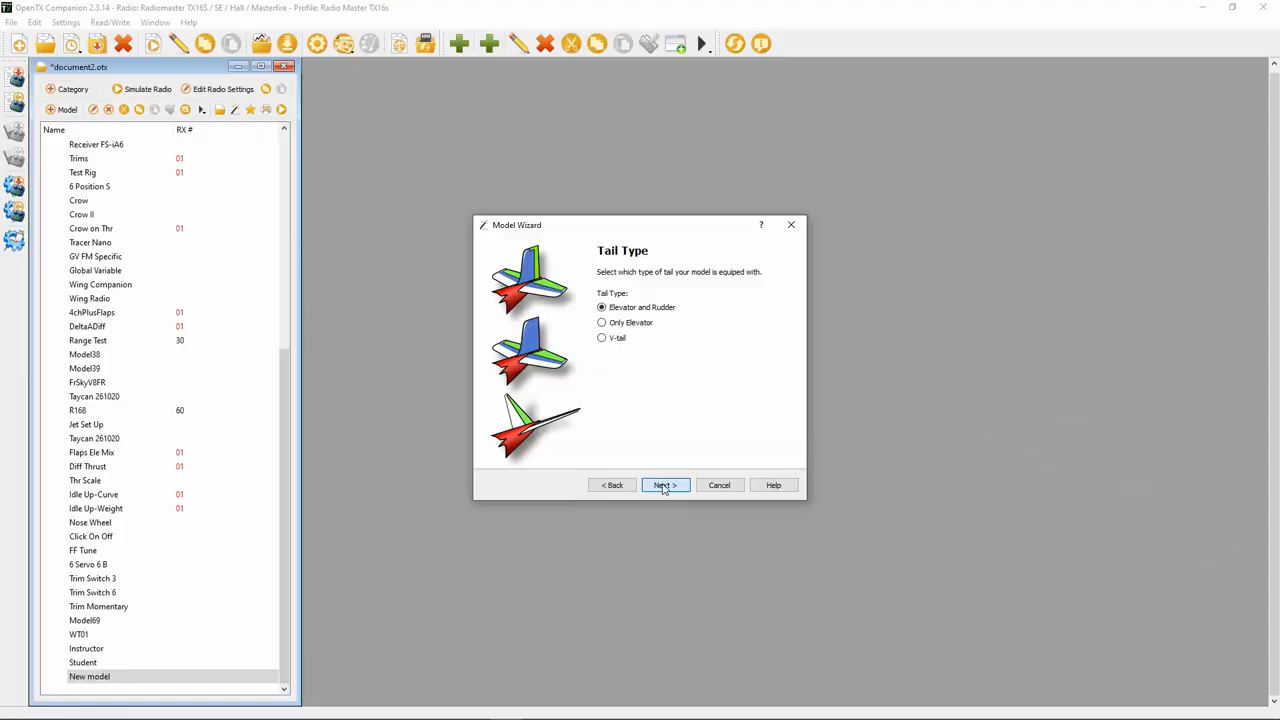 OpenTX Companion 2.3.14 - Radio: Radiomaster TX16S / SE / Hall / Masterfire - Profile: Radio Master TX16s
File Edit Settings Read/Write Window Help
*document2.otx
Category Simulate Radio Edit Radio Settings
Model
Name RX #
Receiver FS-iA6
Trims 01
Test Rig 01
6 Position S
Crow
Crow II
Crow on Thr 01
Tracer Nano
GV FM Specific
Global Variable
Wing Companion
Wing Radio
4chPlusFlaps 01
DeltaADiff 01
Range Test 30
Model38
Model39
FrSkyV8FR
Taycan 261020
R168 60
Jet Set Up
Taycan 261020
Flaps Ele Mix 01
Diff Thrust 01
Thr Scale
Idle Up-Curve 01
Idle Up-Weight 01
Nose Wheel
Click On Off
FF Tune
6 Servo 6 B
Trim Switch 3
Trim Switch 6
Trim Momentary
Model69
WT01
Instructor
Student
New model
Model Wizard ?
Tail Type
Select which type of tail your model is equiped with.
Tail Type:
Elevator and Rudder
Only Elevator
V-tail
< Back Next > Cancel Help